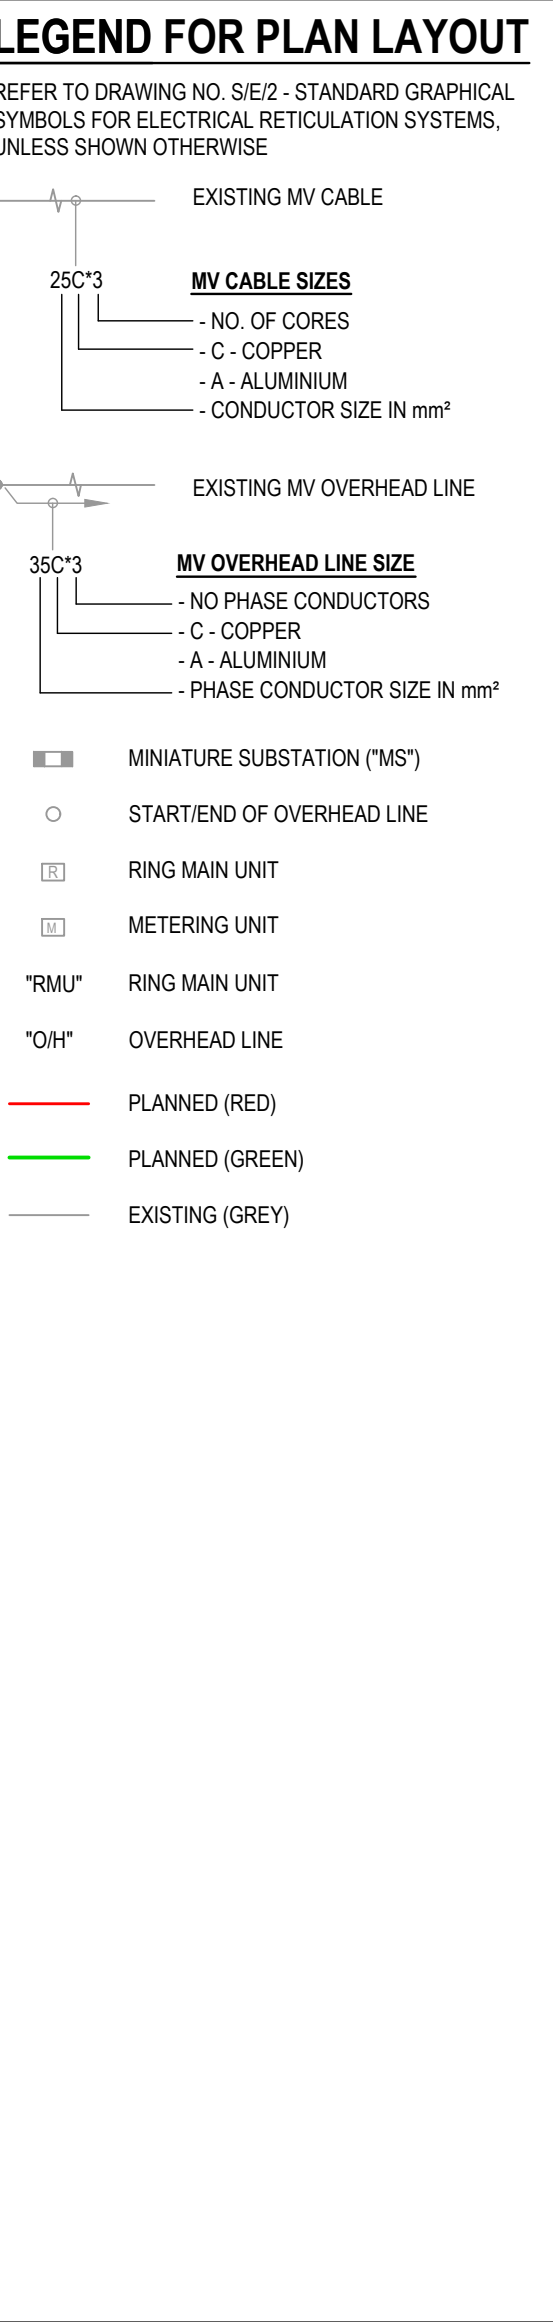 LEGEND FOR PLAN LAYOUT
REFER TO DRAWING NO. S/E/2 - STANDARD GRAPHICAL
SYMBOLS FOR ELECTRICAL RETICULATION SYSTEMS,
UNLESS SHOWN OTHERWISE
EXISTING MV CABLE
25C*3
MV CABLE SIZES
- NO. OF CORES
- C - COPPER
- A - ALUMINIUM
- CONDUCTOR SIZE IN mm²
EXISTING MV OVERHEAD LINE
35C*3
MV OVERHEAD LINE SIZE
- NO PHASE CONDUCTORS
- C - COPPER
- A - ALUMINIUM
- PHASE CONDUCTOR SIZE IN mm²
MINIATURE SUBSTATION ("MS")
START/END OF OVERHEAD LINE
R RING MAIN UNIT
M METERING UNIT
"RMU" RING MAIN UNIT
"O/H" OVERHEAD LINE
PLANNED (RED)
PLANNED (GREEN)
EXISTING (GREY)